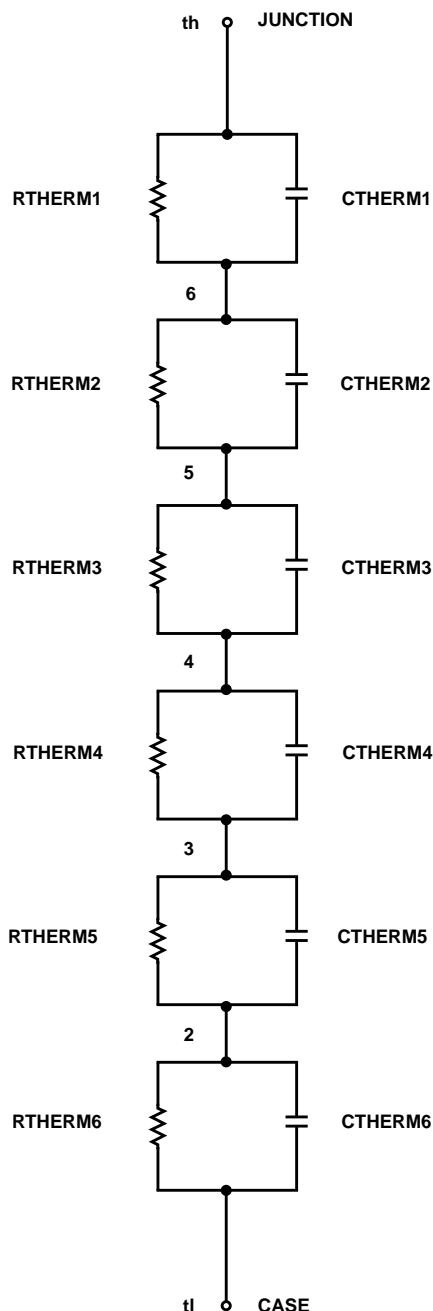 th JUNCTION
RTHERM1 CTHERM1
6
RTHERM2 CTHERM2
5
RTHERM3 CTHERM3
4
RTHERM4 CTHERM4
3
RTHERM5 CTHERM5
2
RTHERM6 CTHERM6
tl CASE